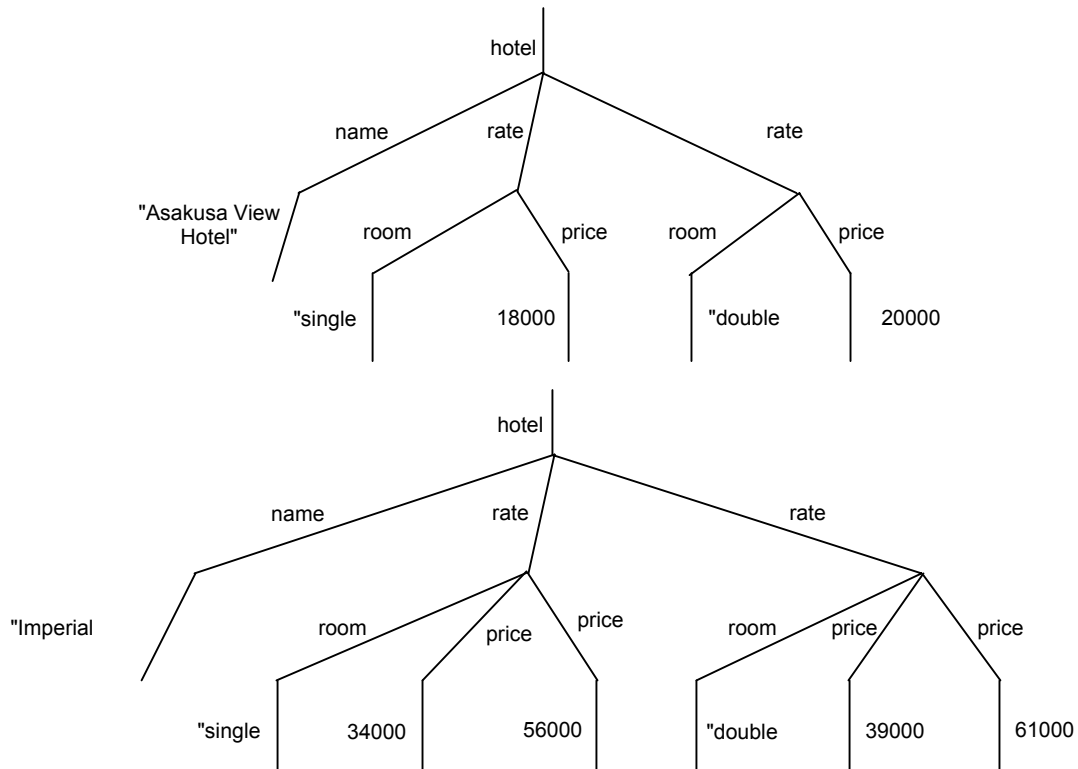 hotel
name rate rate
"Asakusa View
Hotel"
room price room price
"single 18000 "double 20000
hotel
name rate rate
"Imperial
room price price room price price
"single 34000 56000 "double 39000 61000